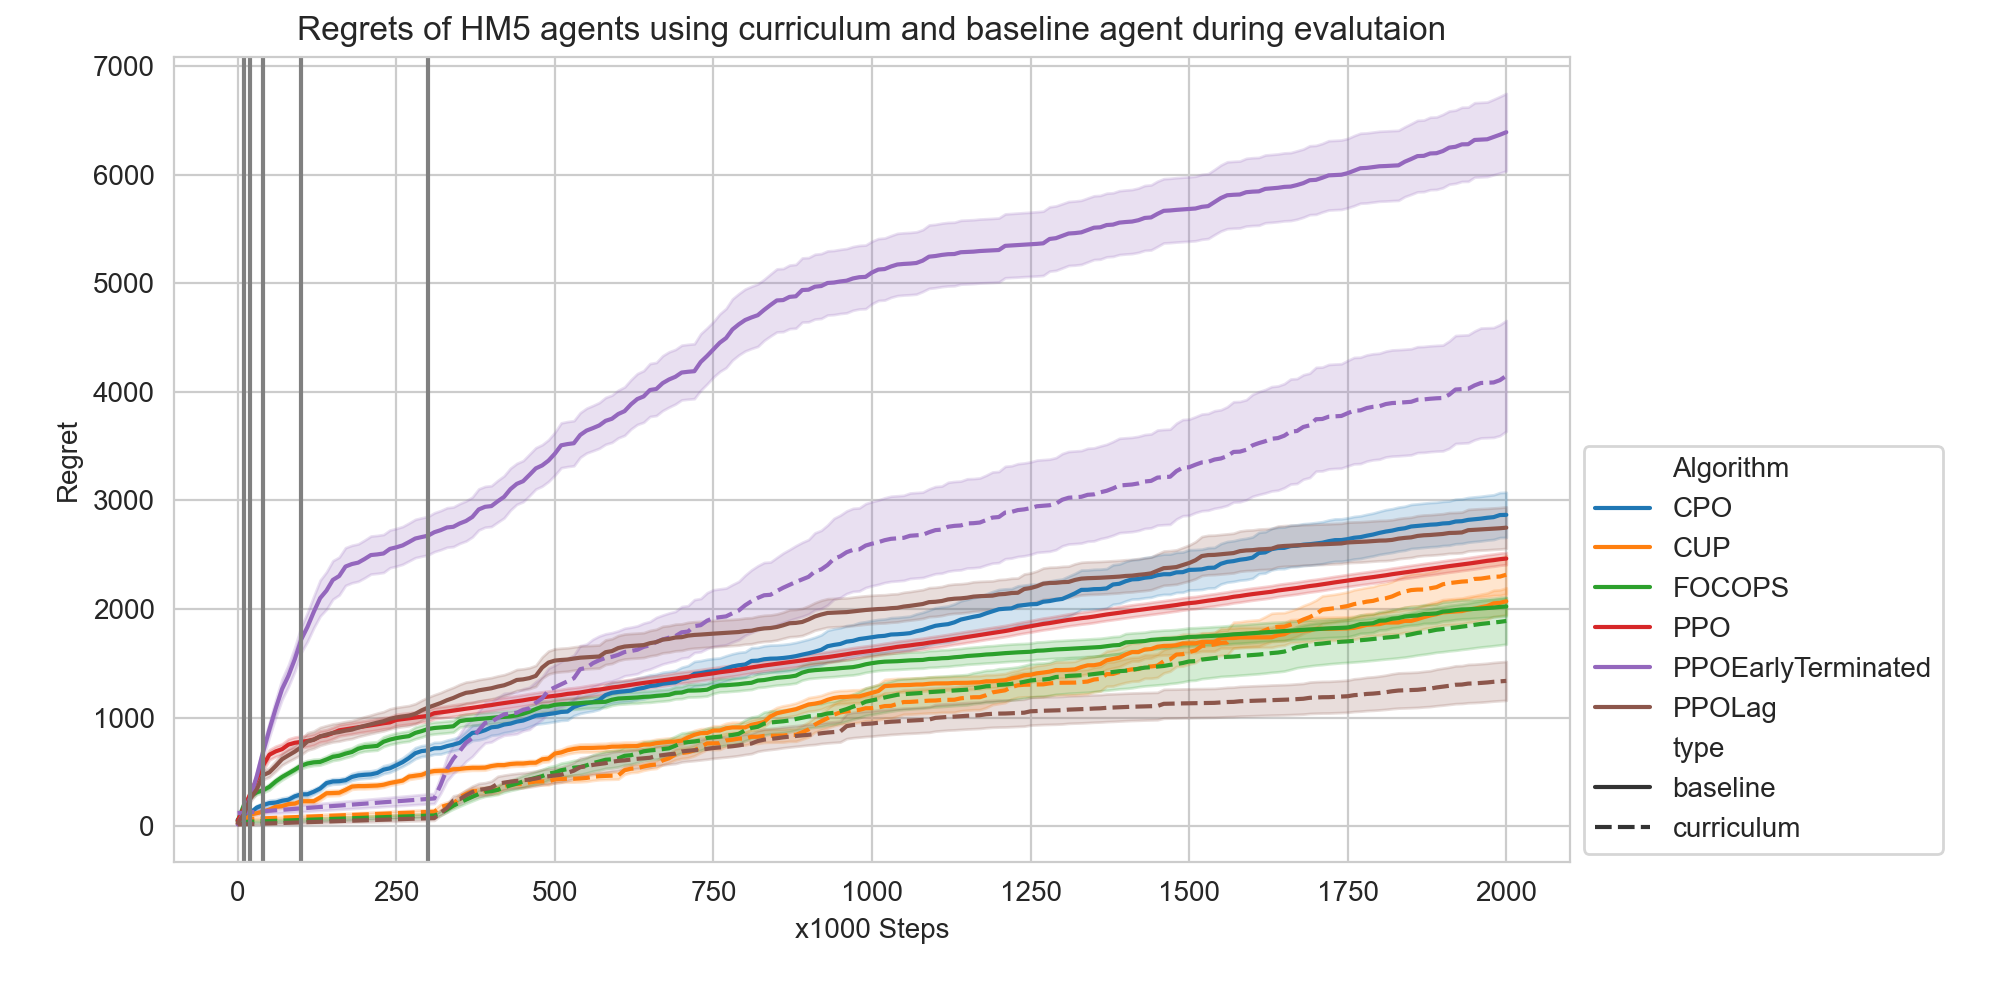 Regrets of HM5 agents using curriculum and baseline agent during evalutaion
7000
6000
5000
4000
3000
2000
1000
0
Regret
0 250 500 750 1000 1250 1500 1750 2000
x1000 Steps
Algorithm
CPO
CUP
FOCOPS
PPO
PPOEarlyTerminated
PPOLag
type
baseline
curriculum